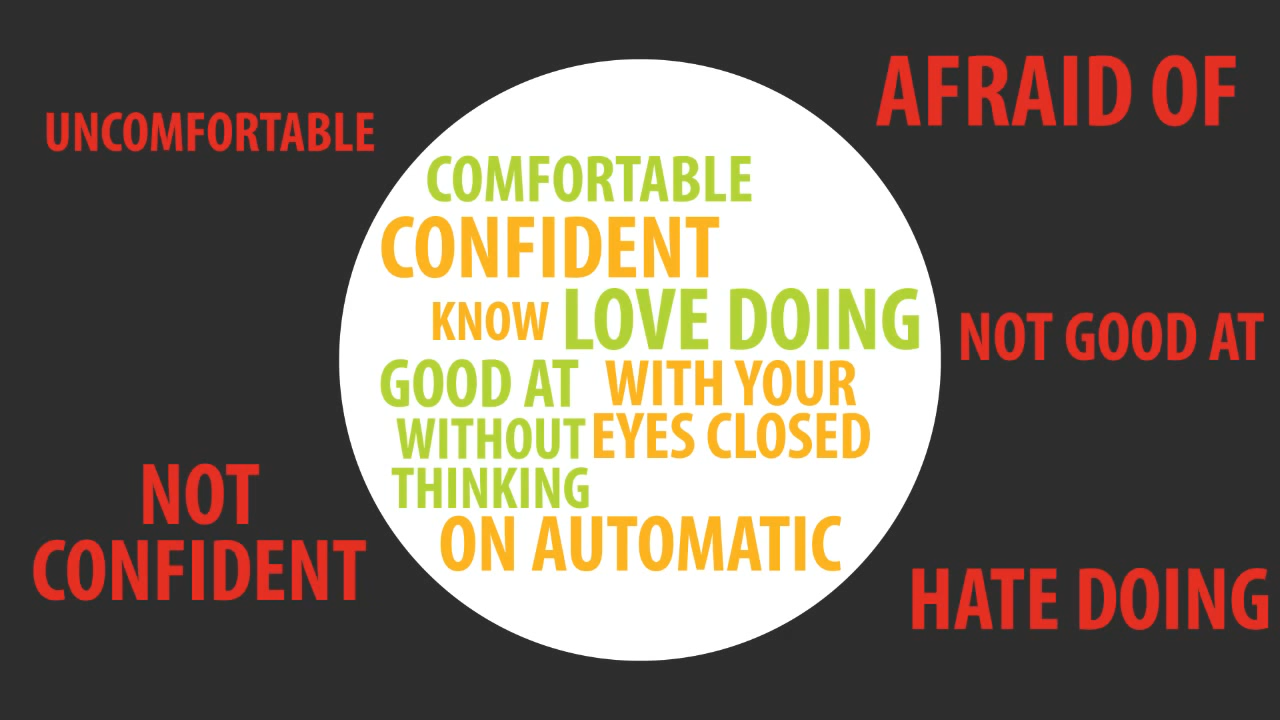 UNCOMFORTABLE
AFRAID OF
COMFORTABLE
CONFIDENT
KNOW LOVE DOING
GOOD AT WITH YOUR
WITHOUT EYES CLOSED
THINKING
ON AUTOMATIC
NOT GOOD AT
NOT
CONFIDENT
HATE DOING